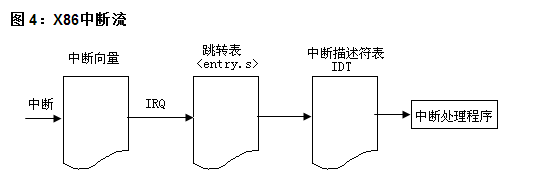 图 4：X86中断流
中断向量
跳转表
<entry.s>
中断描述符表
IDT
中断
IRQ
中断处理程序